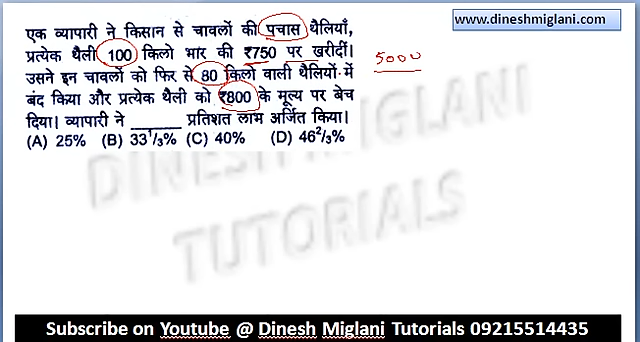 www.dineshmiglani.com
एक व्यापारी ने किसान से चावलों की पचास थैलियाँ,
प्रत्येक थैली 100 किलो भार की ₹750 पर खरीदीं।
5000
उसने इन चावलों को फिर से 80 किलो वाली थैलियों में
बंद किया और प्रत्येक थैली को ₹800 के मूल्य पर बेच
दिया। व्यापारी ने ______ प्रतिशत लाभ अर्जित किया।
(A) 25% (B) 33¹/₃% (C) 40% (D) 46²/₃%
DINESH MIGLANI
TUTORIALS
Subscribe on Youtube @ Dinesh Miglani Tutorials 09215514435